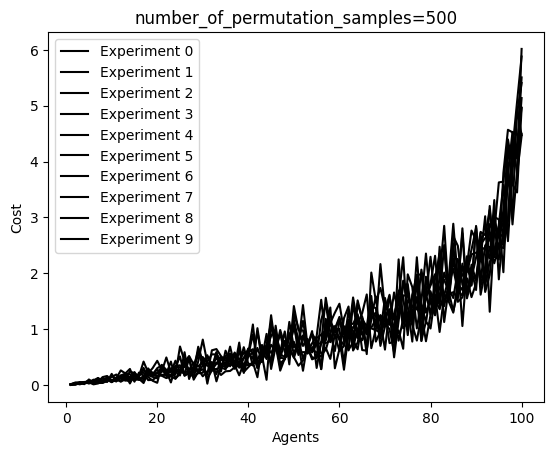 number_of_permutation_samples=500
Experiment 0
Experiment 1
Experiment 2
Experiment 3
Experiment 4
Experiment 5
Experiment 6
Experiment 7
Experiment 8
Experiment 9
6
5
4
3
2
1
0
Cost
0 20 40 60 80 100
Agents